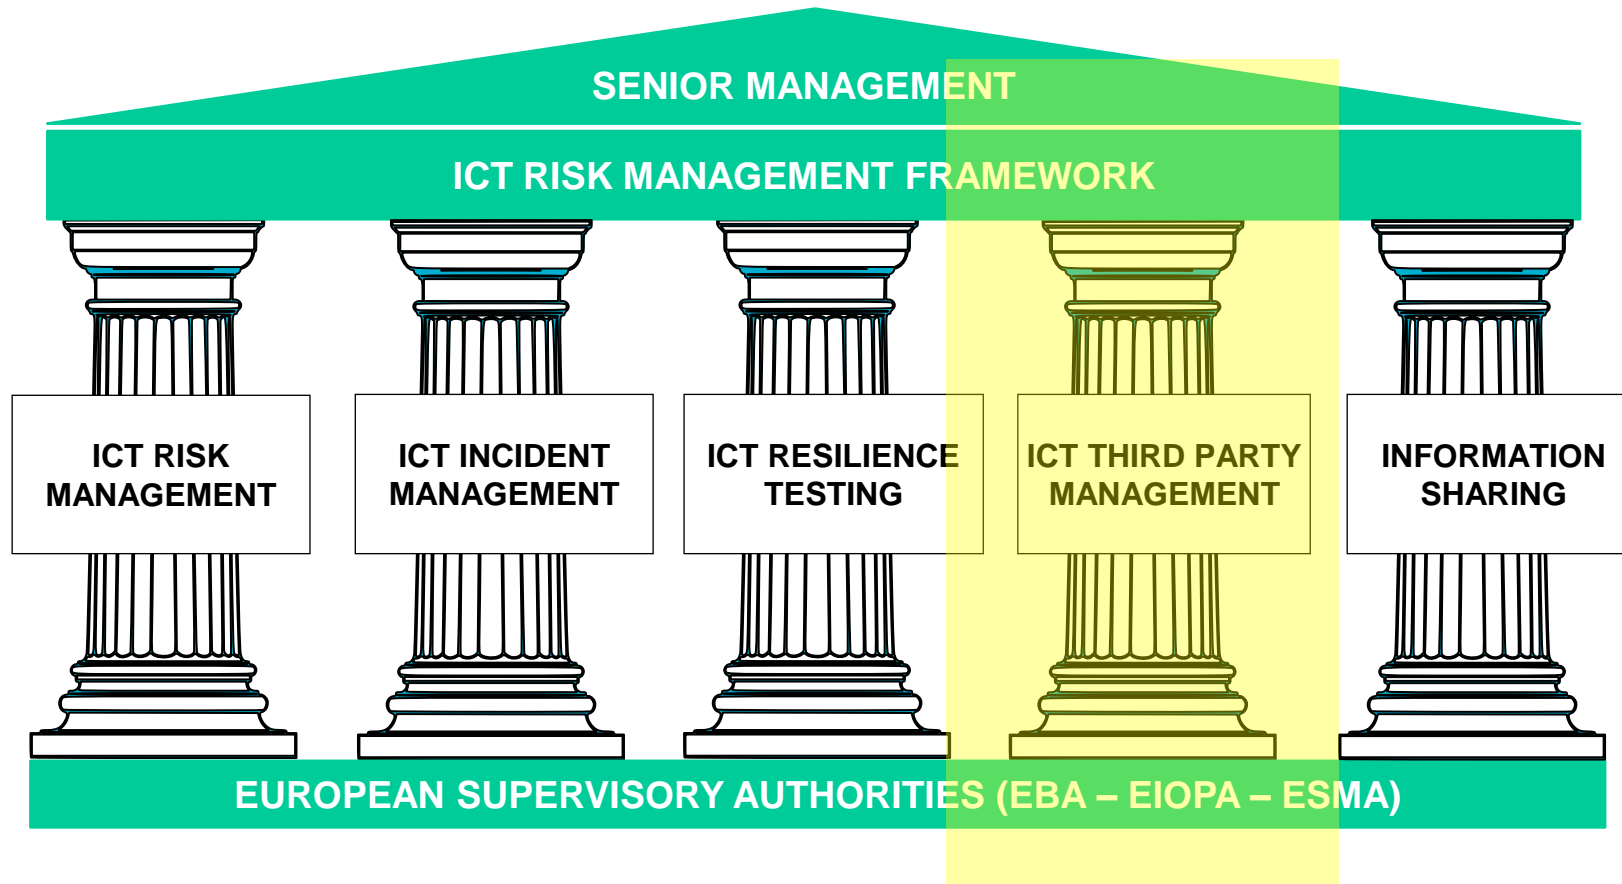 SENIOR MANAGEMENT
ICT RISK MANAGEMENT FRAMEWORK
ICT RISK
MANAGEMENT
ICT INCIDENT
MANAGEMENT
ICT RESILIENCE
TESTING
ICT THIRD PARTY
MANAGEMENT
INFORMATION
SHARING
EUROPEAN SUPERVISORY AUTHORITIES (EBA – EIOPA – ESMA)